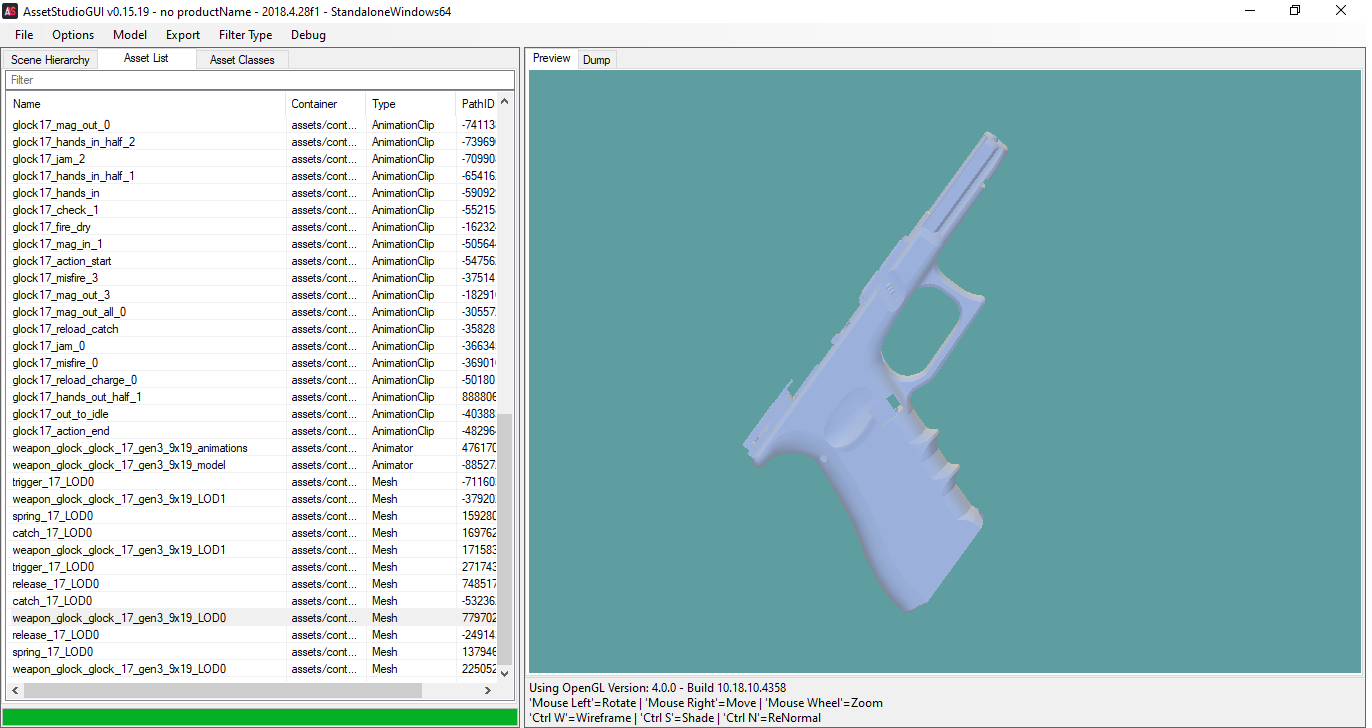 AssetStudioGUI v0.15.19 - no productName - 2018.4.28f1 - StandaloneWindows64
File Options Model Export Filter Type Debug
Scene Hierarchy Asset List Asset Classes
Preview Dump
Filter
Name Container Type PathID
glock17_mag_out_0 assets/cont... AnimationClip -74113
glock17_hands_in_half_2 assets/cont... AnimationClip -73969
glock17_jam_2 assets/cont... AnimationClip -70990
glock17_hands_in_half_1 assets/cont... AnimationClip -65416
glock17_hands_in assets/cont... AnimationClip -59092
glock17_check_1 assets/cont... AnimationClip -55215
glock17_fire_dry assets/cont... AnimationClip -16232
glock17_mag_in_1 assets/cont... AnimationClip -50564
glock17_action_start assets/cont... AnimationClip -54756
glock17_misfire_3 assets/cont... AnimationClip -37514
glock17_mag_out_3 assets/cont... AnimationClip -18291
glock17_mag_out_all_0 assets/cont... AnimationClip -30557
glock17_reload_catch assets/cont... AnimationClip -35828
glock17_jam_0 assets/cont... AnimationClip -36634
glock17_misfire_0 assets/cont... AnimationClip -36901
glock17_reload_charge_0 assets/cont... AnimationClip -50180
glock17_hands_out_half_1 assets/cont... AnimationClip 888806
glock17_out_to_idle assets/cont... AnimationClip -40388
glock17_action_end assets/cont... AnimationClip -48296
weapon_glock_glock_17_gen3_9x19_animations assets/cont... Animator 476170
weapon_glock_glock_17_gen3_9x19_model assets/cont... Animator -88527
trigger_17_LOD0 assets/cont... Mesh -71160
weapon_glock_glock_17_gen3_9x19_LOD1 assets/cont... Mesh -37920
spring_17_LOD0 assets/cont... Mesh 159280
catch_17_LOD0 assets/cont... Mesh 169762
weapon_glock_glock_17_gen3_9x19_LOD1 assets/cont... Mesh 171583
trigger_17_LOD0 assets/cont... Mesh 271743
release_17_LOD0 assets/cont... Mesh 748517
catch_17_LOD0 assets/cont... Mesh -53236
weapon_glock_glock_17_gen3_9x19_LOD0 assets/cont... Mesh 779702
release_17_LOD0 assets/cont... Mesh -24914
spring_17_LOD0 assets/cont... Mesh 137946
weapon_glock_glock_17_gen3_9x19_LOD0 assets/cont... Mesh 225052
Using OpenGL Version: 4.0.0 - Build 10.18.10.4358
'Mouse Left'=Rotate | 'Mouse Right'=Move | 'Mouse Wheel'=Zoom
'Ctrl W'=Wireframe | 'Ctrl S'=Shade | 'Ctrl N'=ReNormal